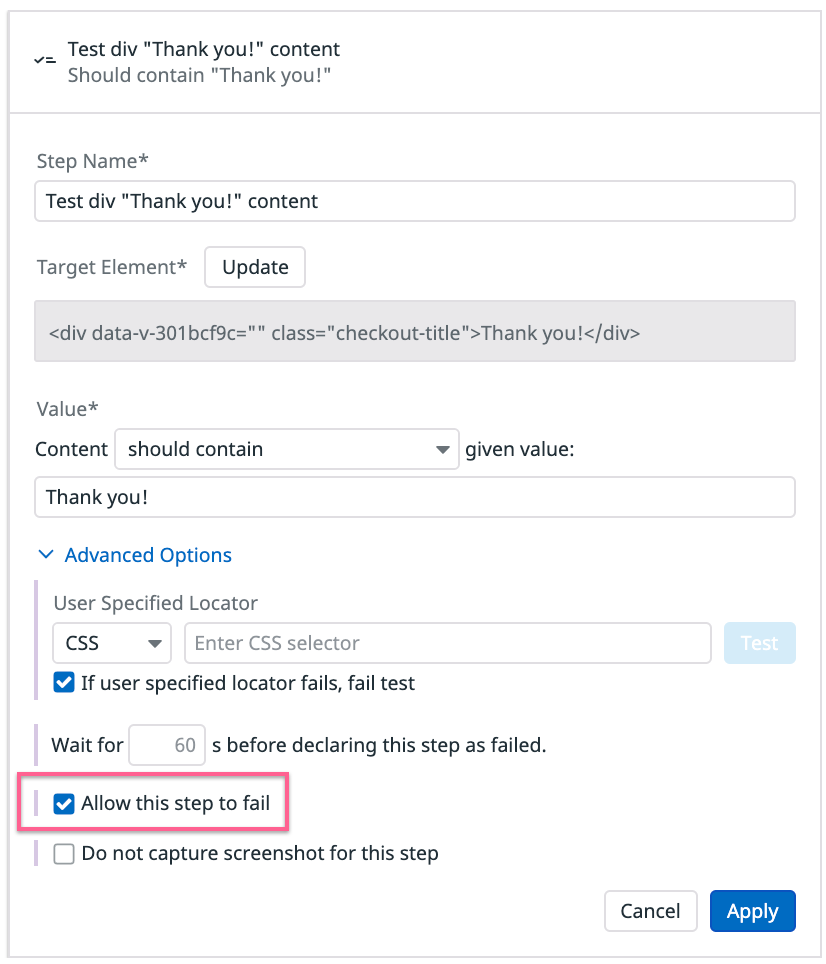 Test div "Thank you!" content
Should contain "Thank you!"
Step Name*
Test div "Thank you!" content
Target Element* Update
<div data-v-301bcf9c="" class="checkout-title">Thank you!</div>
Value*
Content should contain given value:
Thank you!
Advanced Options
User Specified Locator
CSS Enter CSS selector Test
If user specified locator fails, fail test
Wait for 60 s before declaring this step as failed.
Allow this step to fail
Do not capture screenshot for this step
Cancel Apply